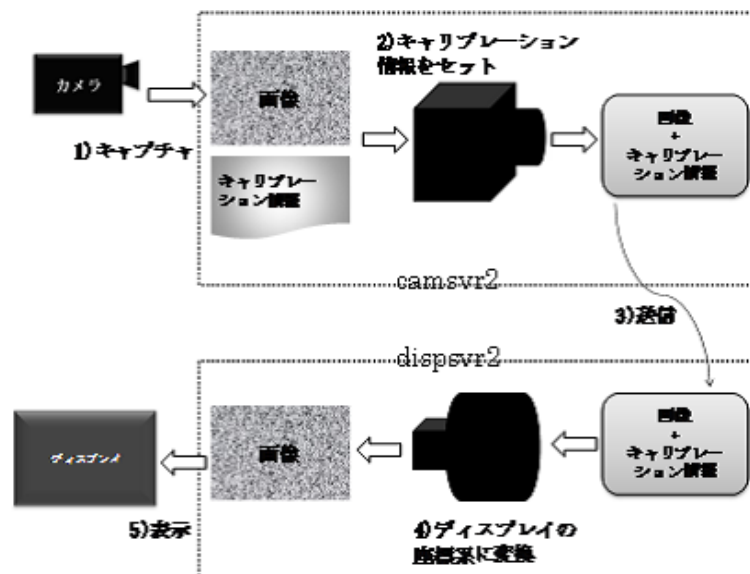 カメラ
1)キャプチャ
画像
キャリブレー
ション情報
2)キャリブレーション
情報をセット
画像
+
キャリブレー
ション情報
camsvr2
3)送信
dispsvr2
画像
+
キャリブレー
ション情報
4)ディスプレイの
座標系に変換
画像
5)表示
ディスプレイ